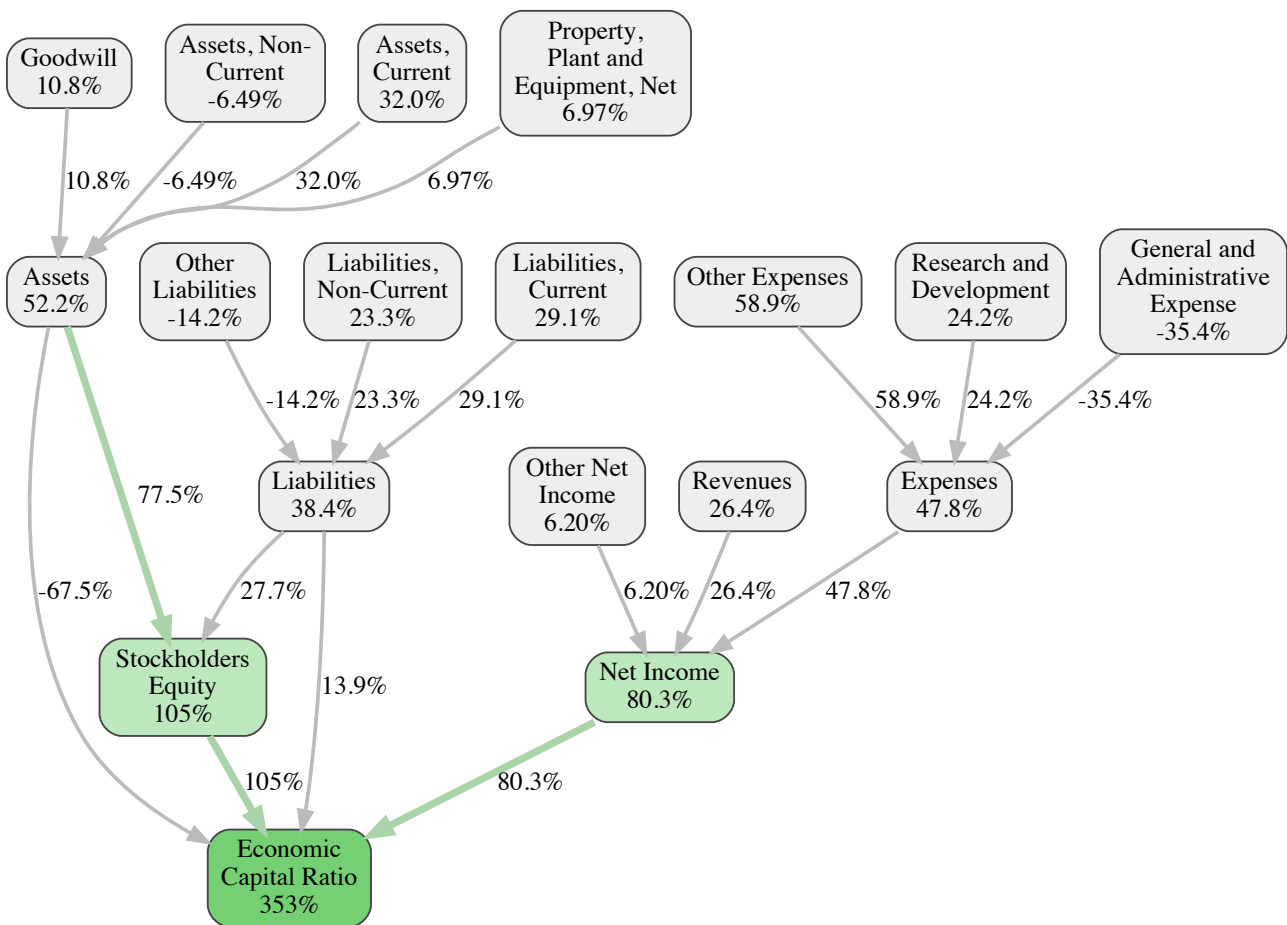 Goodwill
10.8%
Assets, Non-
Current
-6.49%
Assets,
Current
32.0%
Property,
Plant and
Equipment, Net
6.97%
10.8%
-6.49%
32.0%
6.97%
Assets
52.2%
Other
Liabilities
-14.2%
Liabilities,
Non-Current
23.3%
Liabilities,
Current
29.1%
Other Expenses
58.9%
Research and
Development
24.2%
General and
Administrative
Expense
-35.4%
-14.2%
23.3%
29.1%
58.9%
24.2%
-35.4%
77.5%
Liabilities
38.4%
Other Net
Income
6.20%
Revenues
26.4%
Expenses
47.8%
-67.5%
27.7%
6.20%
26.4%
47.8%
Stockholders
Equity
105%
13.9%
Net Income
80.3%
105%
80.3%
Economic
Capital Ratio
353%